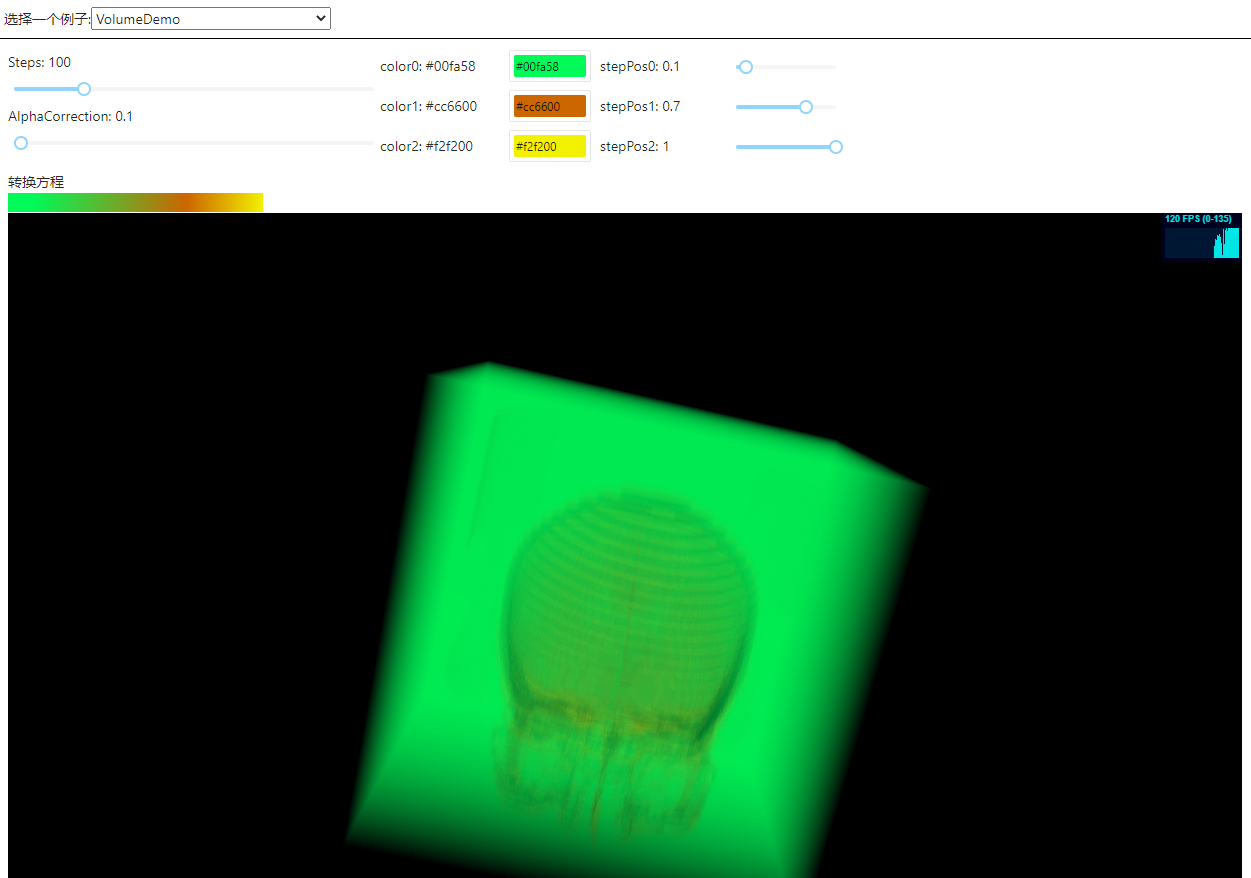 选择一个例子: VolumeDemo
Steps: 100
AlphaCorrection: 0.1
color0: #00fa58 #00fa58 stepPos0: 0.1
color1: #cc6600 #cc6600 stepPos1: 0.7
color2: #f2f200 #f2f200 stepPos2: 1
转换方程
120 FPS (0-135)